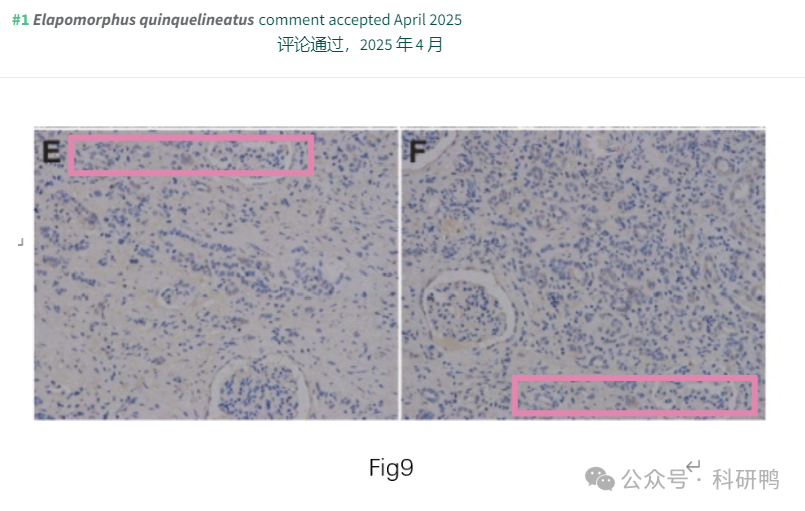 #1 Elapomorphus quinquelineatus comment accepted April 2025
评论通过，2025 年 4 月
E
F
Fig9
公众号 · 科研鸭